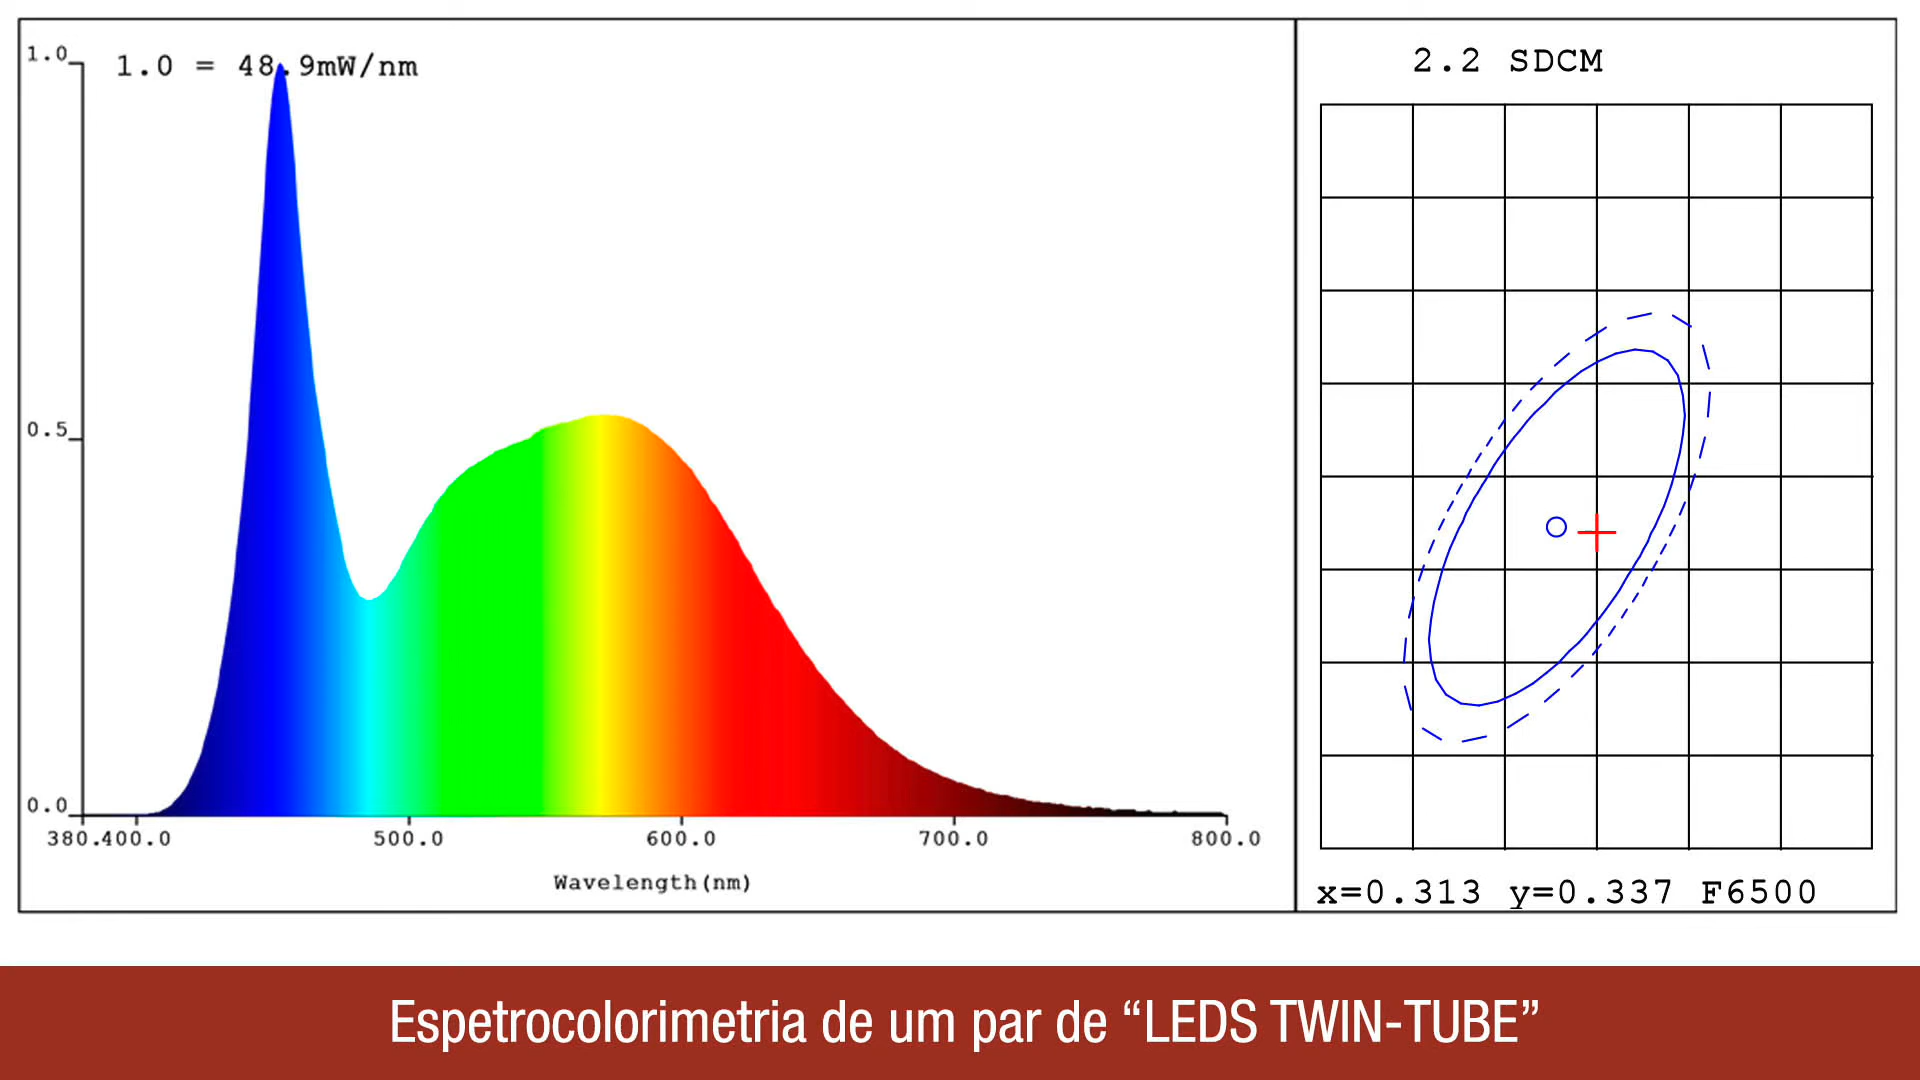 1.0
1.0 = 48.9mW/nm
0.5
0.0
380.400.0 500.0 600.0 700.0 800.0
Wavelength(nm)
2.2 SDCM
x=0.313 y=0.337 F6500
Espetrocolorimetria de um par de “LEDS TWIN-TUBE”